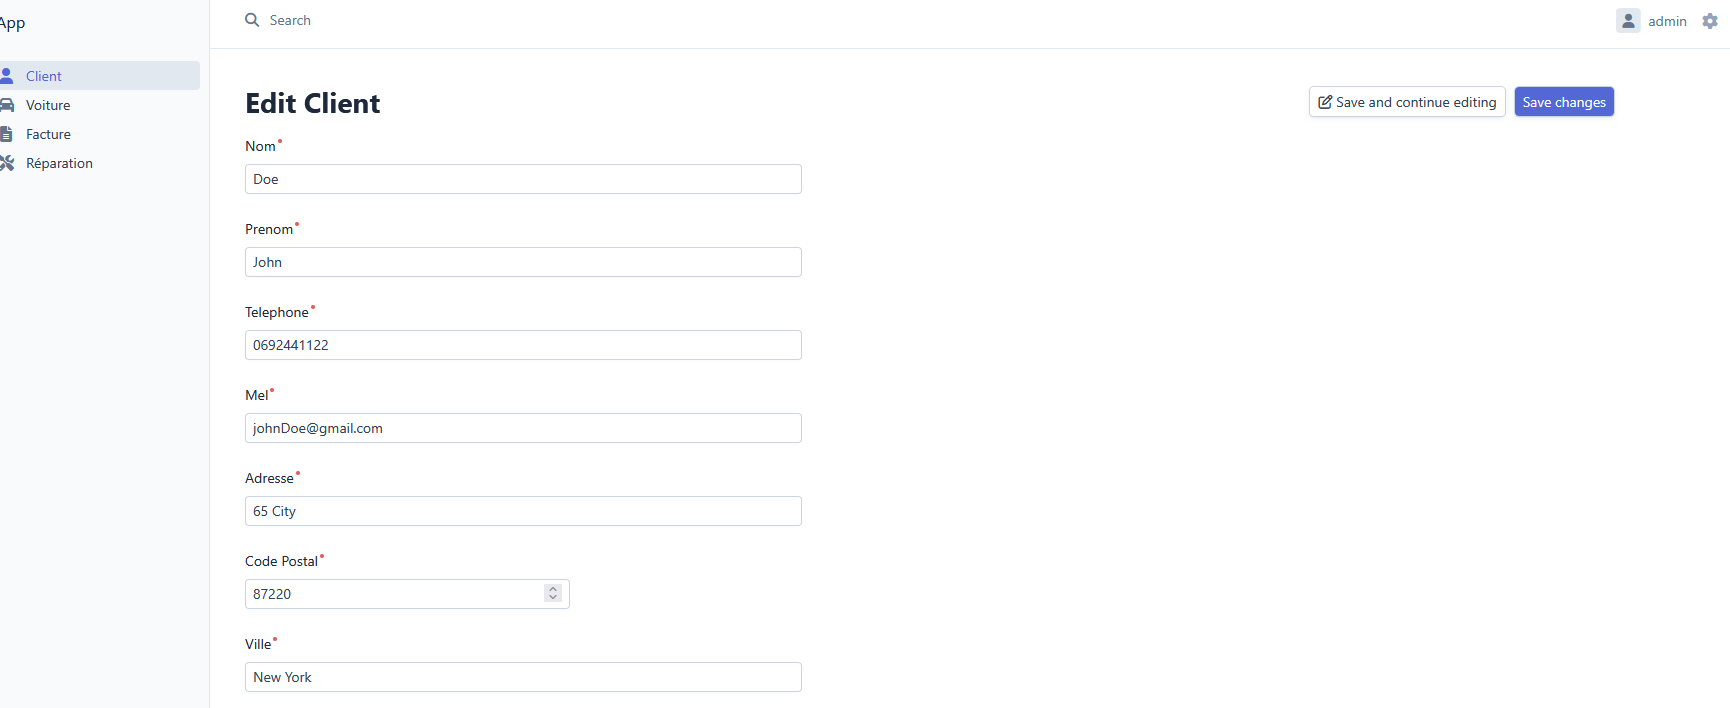 App
Search
admin
Client
Voiture
Facture
Réparation
Edit Client
Save and continue editing
Save changes
Nom
Doe
Prenom
John
Telephone
0692441122
Mel
johnDoe@gmail.com
Adresse
65 City
Code Postal
87220
Ville
New York